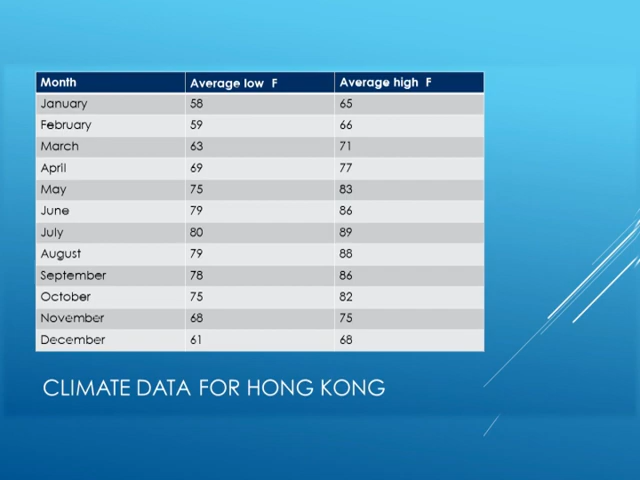 Month Average low F Average high F
January 58 65
February 59 66
March 63 71
April 69 77
May 75 83
June 79 86
July 80 89
August 79 88
September 78 86
October 75 82
November 68 75
December 61 68
CLIMATE DATA FOR HONG KONG